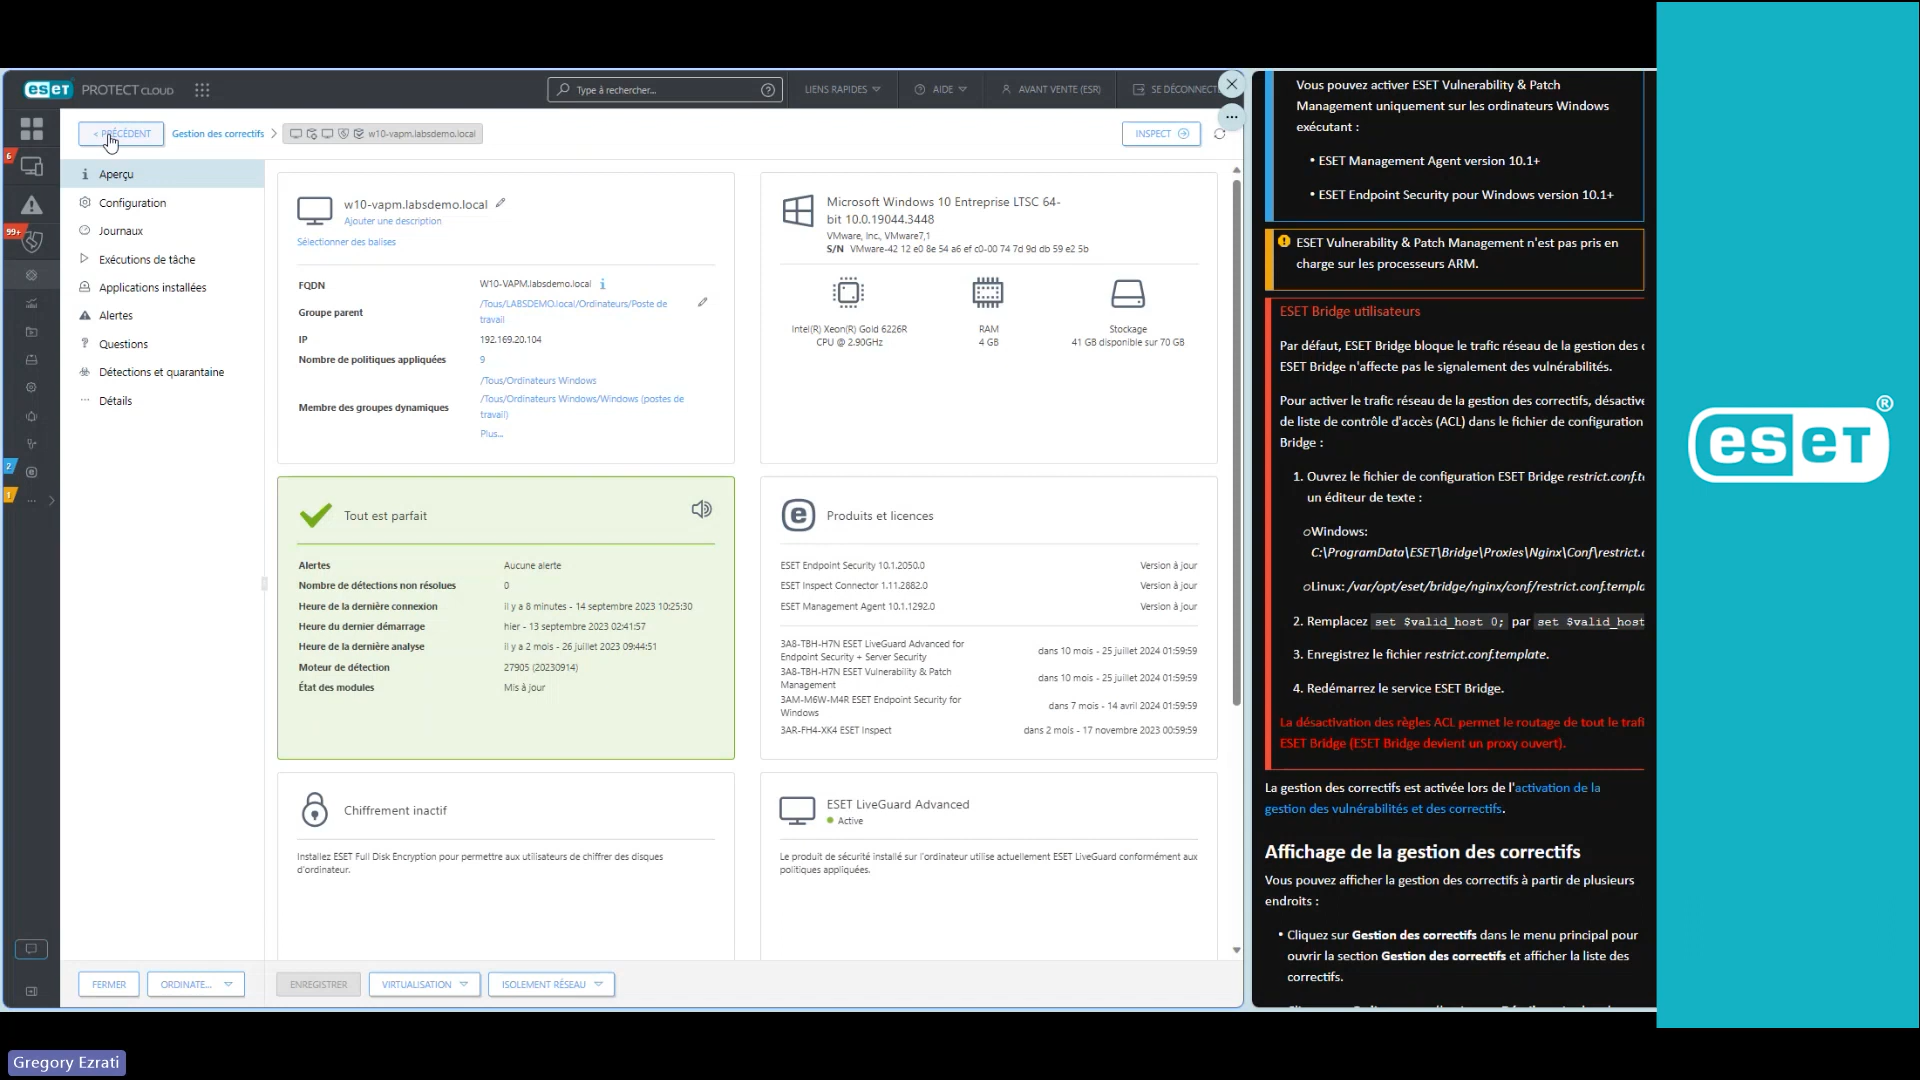 eset PROTECT CLOUD
Type à rechercher...
LIENS RAPIDES
AIDE
AVANT VENTE (ESR)
SE DÉCONNECT
< PRÉCÉDENT
Gestion des correctifs
w10-vapm.labsdemo.local
INSPECT
6
99+
2
1
Aperçu
Configuration
Journaux
Exécutions de tâche
Applications installées
Alertes
Questions
Détections et quarantaine
Détails
w10-vapm.labsdemo.local
Ajouter une description
Sélectionner des balises
FQDN W10-VAPM.labsdemo.local
Groupe parent /Tous/LABSDEMO.local/Ordinateurs/Poste de
travail
IP 192.169.20.104
Nombre de politiques appliquées 9
Membre des groupes dynamiques /Tous/Ordinateurs Windows
/Tous/Ordinateurs Windows/Windows (postes de
travail)
Plus...
Microsoft Windows 10 Entreprise LTSC 64-
bit 10.0.19044.3448
VMware, Inc., VMware7,1
S/N VMware-42 12 e0 8e 54 a6 ef c0-00 74 7d 9d db 59 e2 5b
Intel(R) Xeon(R) Gold 6226R
CPU @ 2.90GHz
RAM
4 GB
Stockage
41 GB disponible sur 70 GB
Tout est parfait
Alertes Aucune alerte
Nombre de détections non résolues 0
Heure de la dernière connexion il y a 8 minutes - 14 septembre 2023 10:25:30
Heure du dernier démarrage hier - 13 septembre 2023 02:41:57
Heure de la dernière analyse il y a 2 mois - 26 juillet 2023 09:44:51
Moteur de détection 27905 (20230914)
État des modules Mis à jour
Produits et licences
ESET Endpoint Security 10.1.2050.0 Version à jour
ESET Inspect Connector 1.11.2882.0 Version à jour
ESET Management Agent 10.1.1292.0 Version à jour
3A8-TBH-H7N ESET LiveGuard Advanced for
Endpoint Security + Server Security dans 10 mois - 25 juillet 2024 01:59:59
3A8-TBH-H7N ESET Vulnerability & Patch
Management dans 10 mois - 25 juillet 2024 01:59:59
3AM-M6W-M4R ESET Endpoint Security for
Windows dans 7 mois - 14 avril 2024 01:59:59
3AR-FH4-XK4 ESET Inspect dans 2 mois - 17 novembre 2023 00:59:59
Chiffrement inactif
Installez ESET Full Disk Encryption pour permettre aux utilisateurs de chiffrer des disques
d'ordinateur.
ESET LiveGuard Advanced
Active
Le produit de sécurité installé sur l'ordinateur utilise actuellement ESET LiveGuard conformément aux
politiques appliquées.
FERMER
ORDINATE...
ENREGISTRER
VIRTUALISATION
ISOLEMENT RÉSEAU
Vous pouvez activer ESET Vulnerability & Patch
Management uniquement sur les ordinateurs Windows
exécutant :
• ESET Management Agent version 10.1+
• ESET Endpoint Security pour Windows version 10.1+
ESET Vulnerability & Patch Management n'est pas pris en
charge sur les processeurs ARM.
ESET Bridge utilisateurs
Par défaut, ESET Bridge bloque le trafic réseau de la gestion des c
ESET Bridge n'affecte pas le signalement des vulnérabilités.
Pour activer le trafic réseau de la gestion des correctifs, désactive
de liste de contrôle d'accès (ACL) dans le fichier de configuration
Bridge :
1. Ouvrez le fichier de configuration ESET Bridge restrict.conf.t
un éditeur de texte :
oWindows:
C:\ProgramData\ESET\Bridge\Proxies\Nginx\Conf\restrict.
oLinux: /var/opt/eset/bridge/nginx/conf/restrict.conf.templa
2. Remplacez set $valid_host 0; par set $valid_host
3. Enregistrez le fichier restrict.conf.template.
4. Redémarrez le service ESET Bridge.
La désactivation des règles ACL permet le routage de tout le trafi
ESET Bridge (ESET Bridge devient un proxy ouvert).
La gestion des correctifs est activée lors de l'activation de la
gestion des vulnérabilités et des correctifs.
Affichage de la gestion des correctifs
Vous pouvez afficher la gestion des correctifs à partir de plusieurs
endroits :
• Cliquez sur Gestion des correctifs dans le menu principal pour
ouvrir la section Gestion des correctifs et afficher la liste des
correctifs.
eset®
Gregory Ezrati